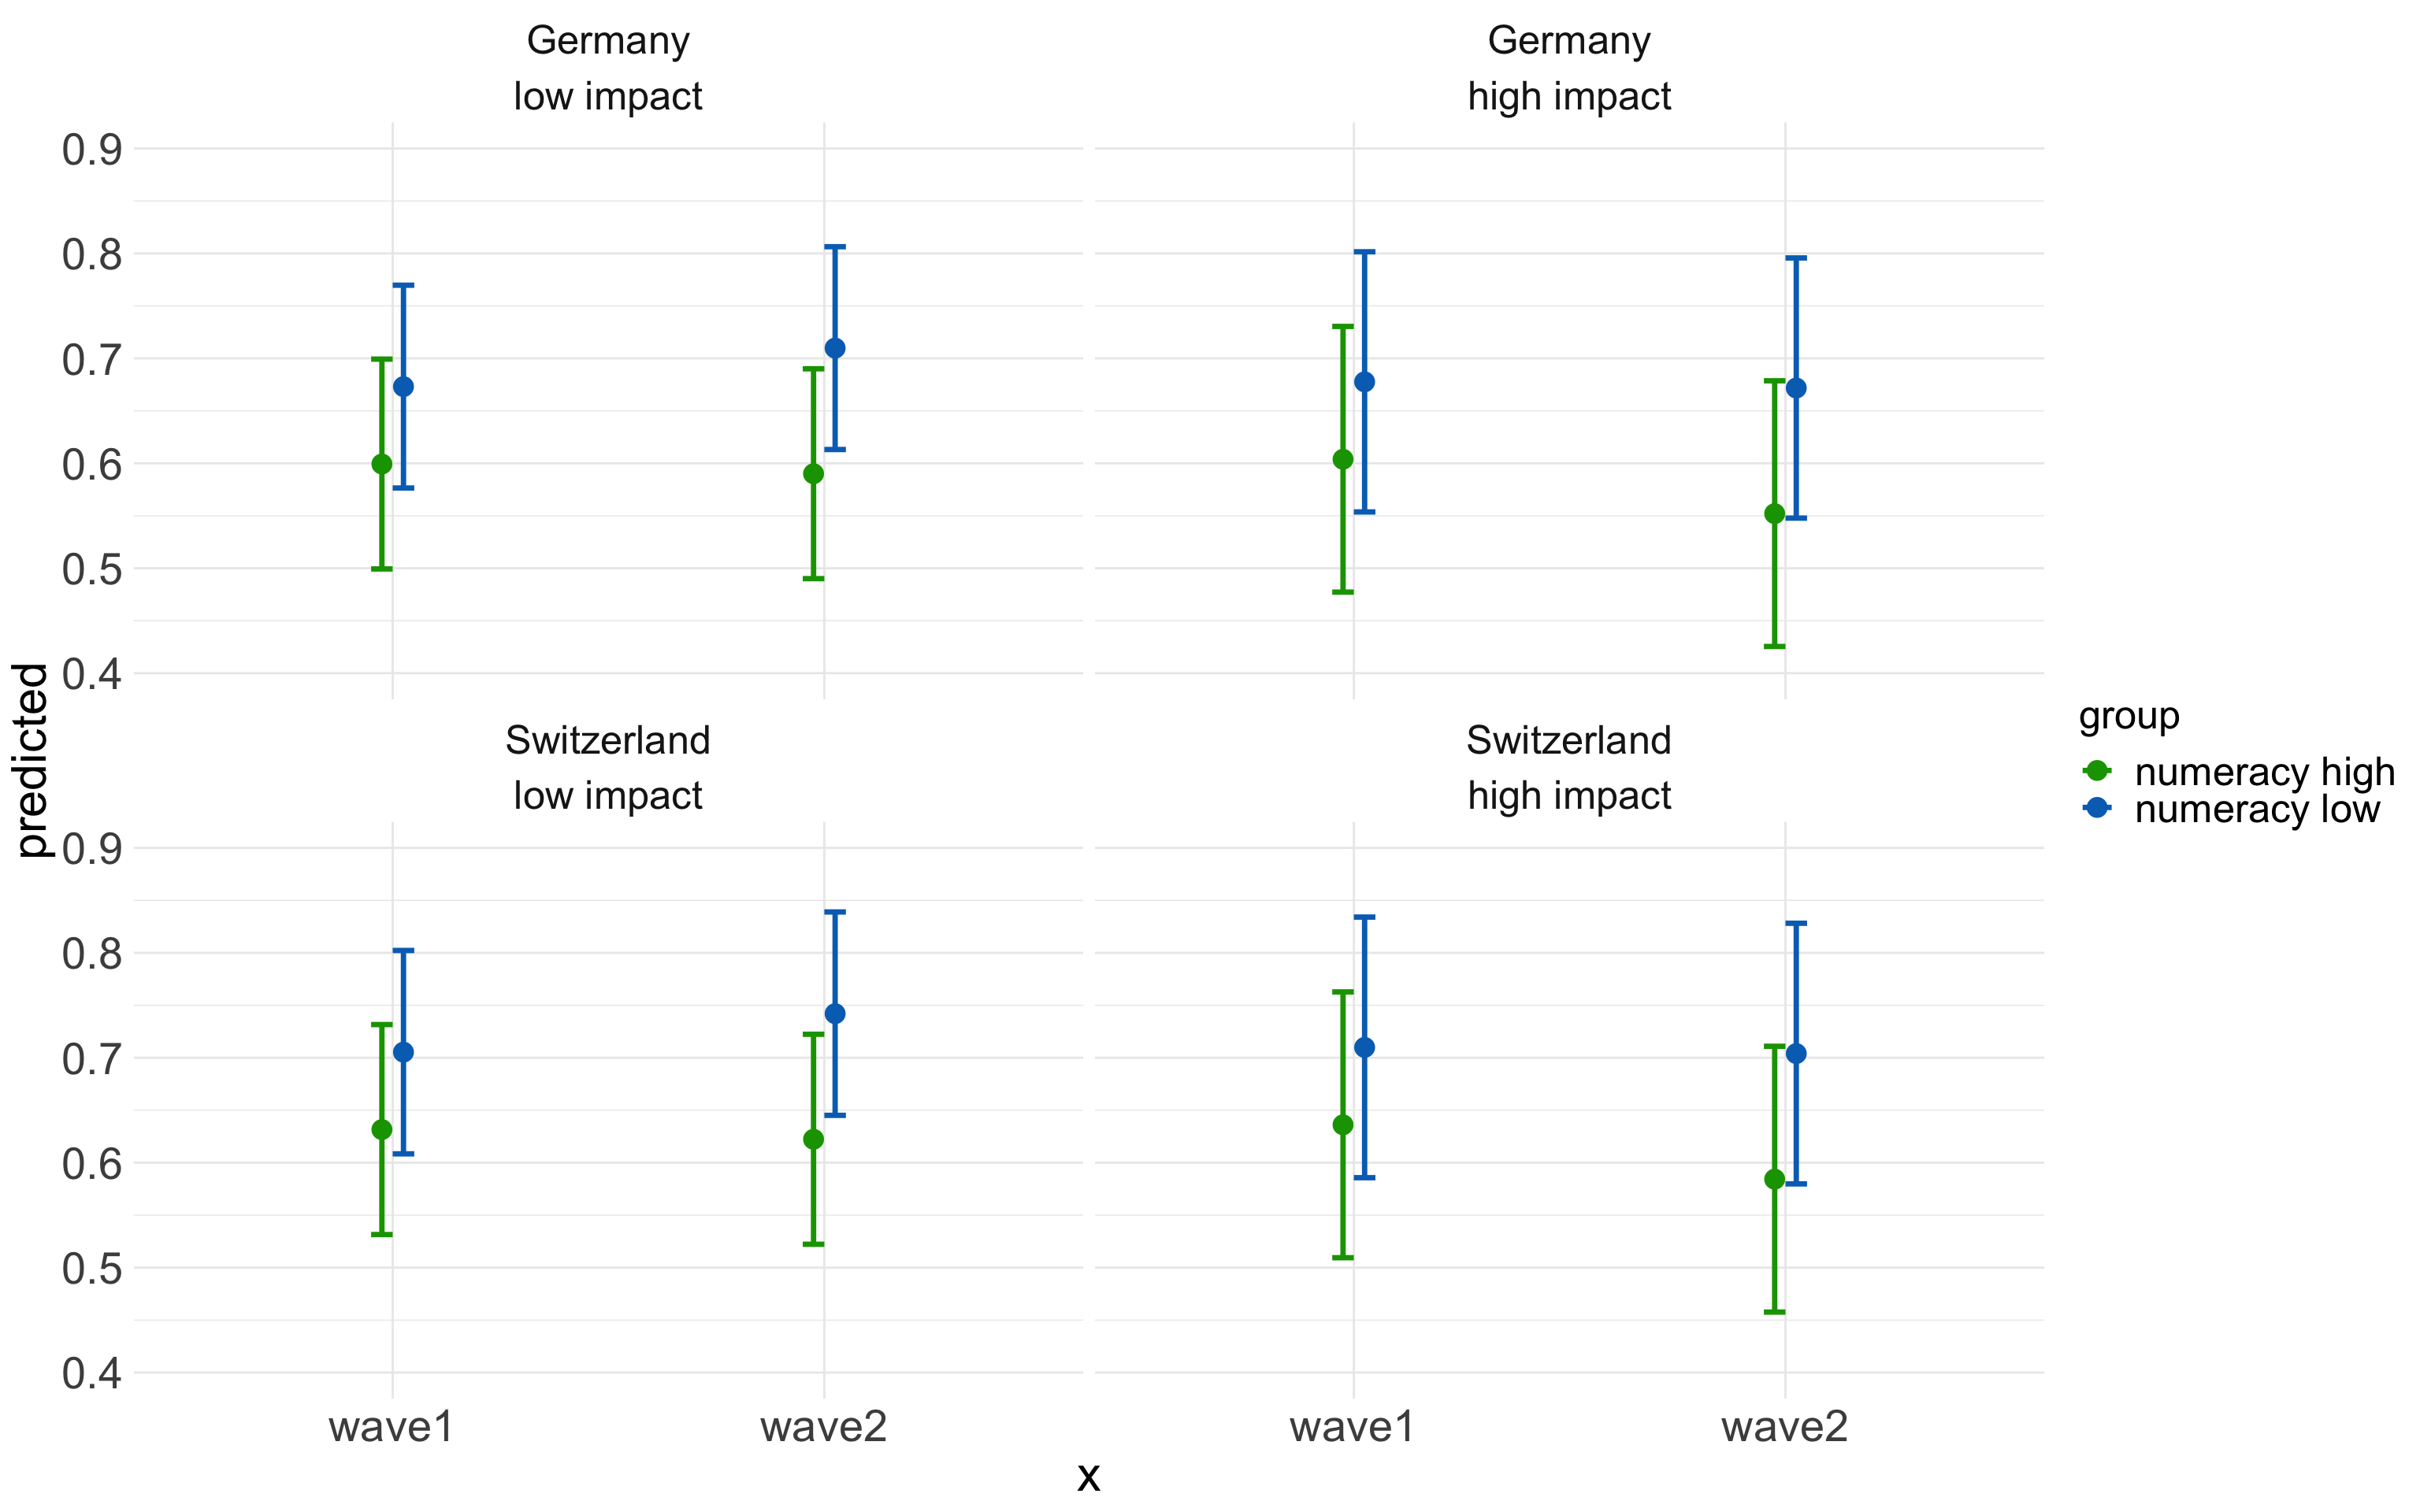 Germany
low impact
Germany
high impact
0.9
0.8
0.7
0.6
0.5
0.4
Switzerland
low impact
Switzerland
high impact
0.9
0.8
0.7
0.6
0.5
0.4
wave1
wave2
wave1
wave2
x
predicted
group
numeracy high
numeracy low